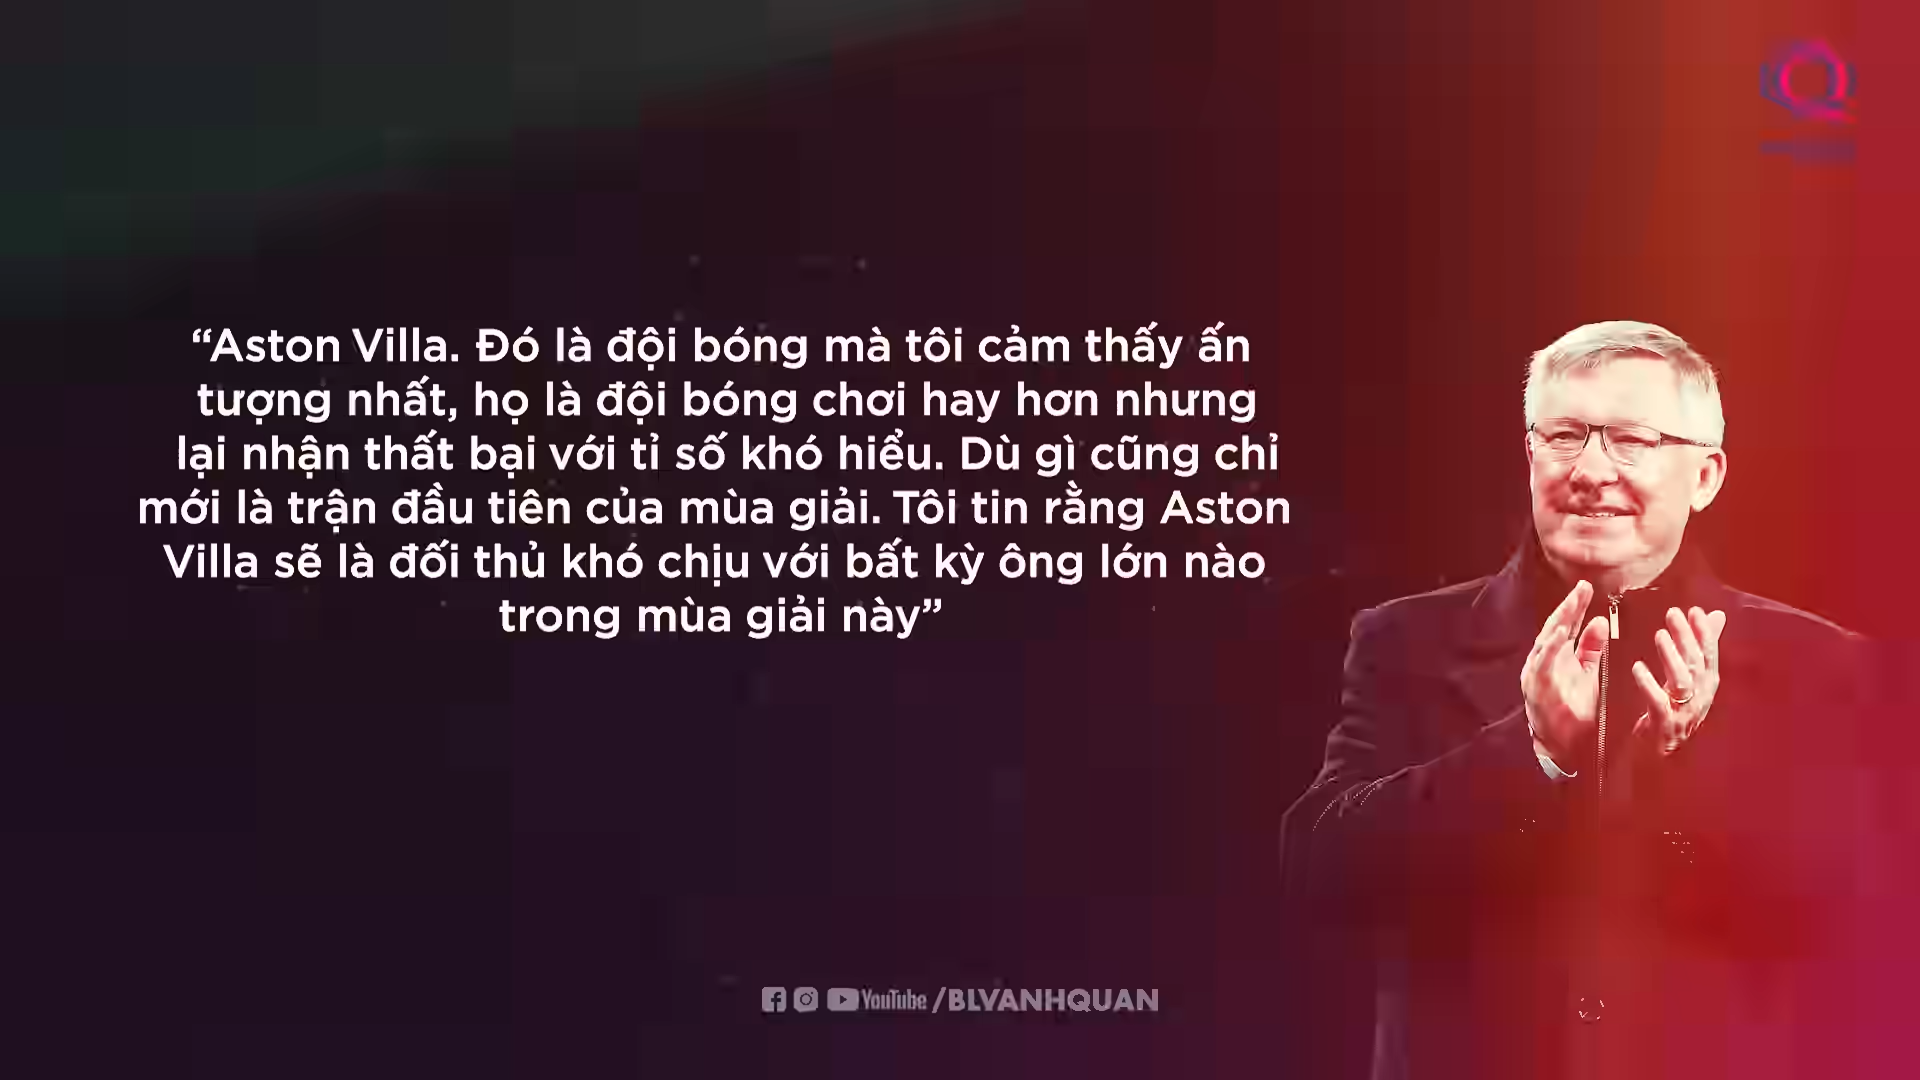 “Aston Villa. Đó là đội bóng mà tôi cảm thấy ấn
tượng nhất, họ là đội bóng chơi hay hơn nhưng
lại nhận thất bại với tỉ số khó hiểu. Dù gì cũng chỉ
mới là trận đầu tiên của mùa giải. Tôi tin rằng Aston
Villa sẽ là đối thủ khó chịu với bất kỳ ông lớn nào
trong mùa giải này”
YouTube /BLVANHQUAN